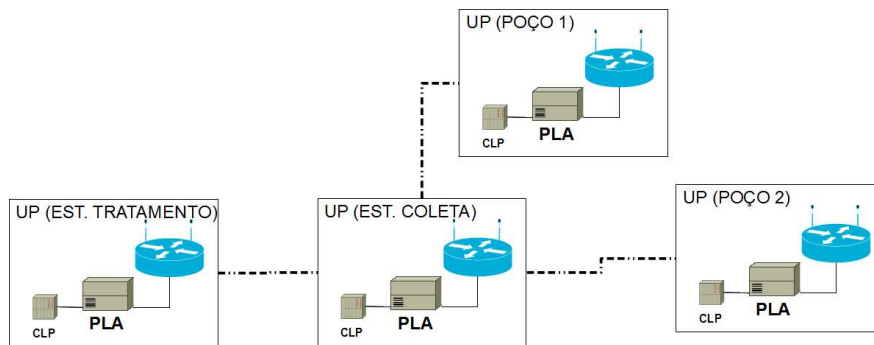 UP (POÇO 1)
CLP
PLA
UP (EST. TRATAMENTO)
CLP
PLA
UP (EST. COLETA)
CLP
PLA
UP (POÇO 2)
CLP
PLA